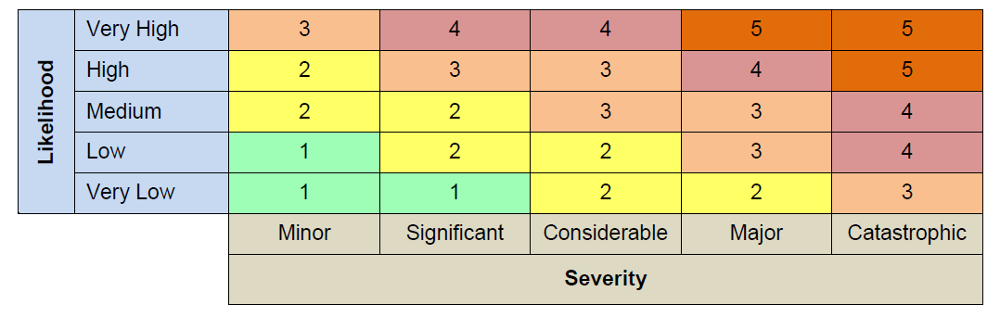 Likelihood
Very High 3 4 4 5 5
High 2 3 3 4 5
Medium 2 2 3 3 4
Low 1 2 2 3 4
Very Low 1 1 2 2 3
Minor Significant Considerable Major Catastrophic
Severity